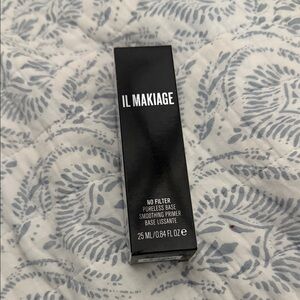 IL MAKIAGE
NO FILTER
PORELESS BASE
SMOOTHING PRIMER
BASE LISSANTE
25 ML/0.84 FL OZ ℮